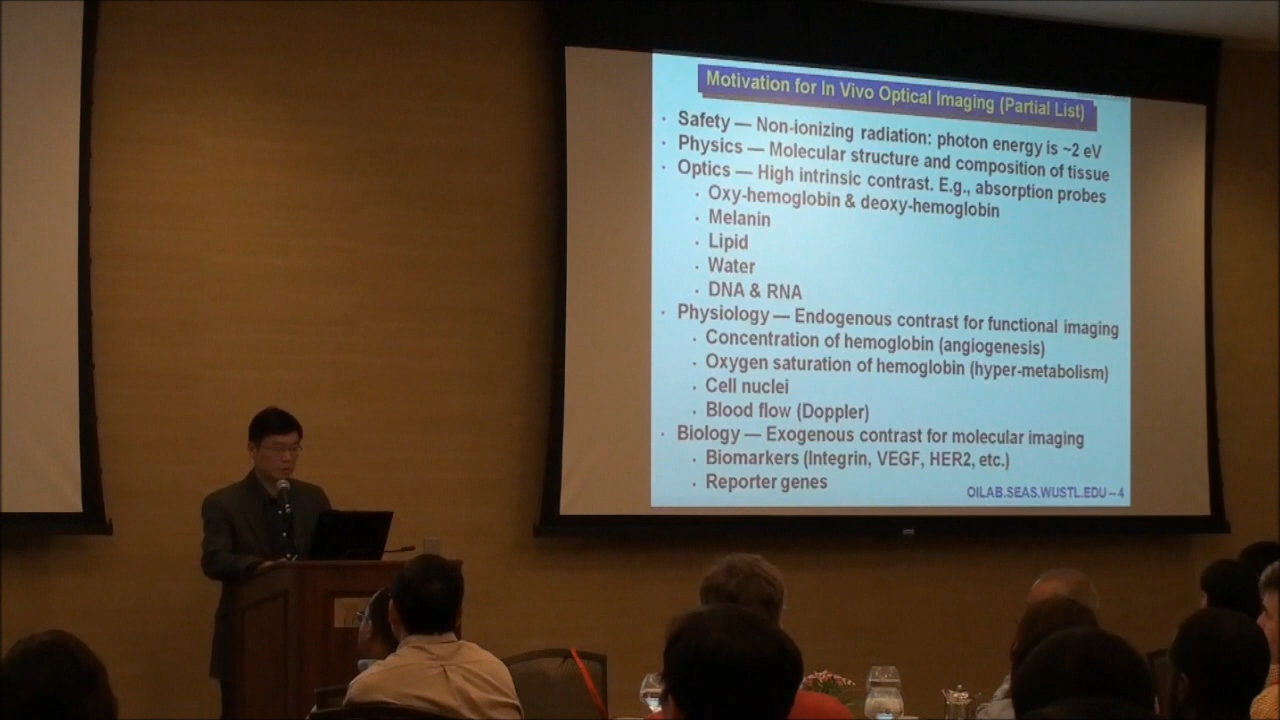 Motivation for In Vivo Optical Imaging (Partial List)
· Safety — Non-ionizing radiation: photon energy is ~2 eV
· Physics — Molecular structure and composition of tissue
· Optics — High intrinsic contrast. E.g., absorption probes
· Oxy-hemoglobin & deoxy-hemoglobin
· Melanin
· Lipid
· Water
· DNA & RNA
· Physiology — Endogenous contrast for functional imaging
· Concentration of hemoglobin (angiogenesis)
· Oxygen saturation of hemoglobin (hyper-metabolism)
· Cell nuclei
· Blood flow (Doppler)
· Biology — Exogenous contrast for molecular imaging
· Biomarkers (Integrin, VEGF, HER2, etc.)
· Reporter genes
OILAB.SEAS.WUSTL.EDU – 4